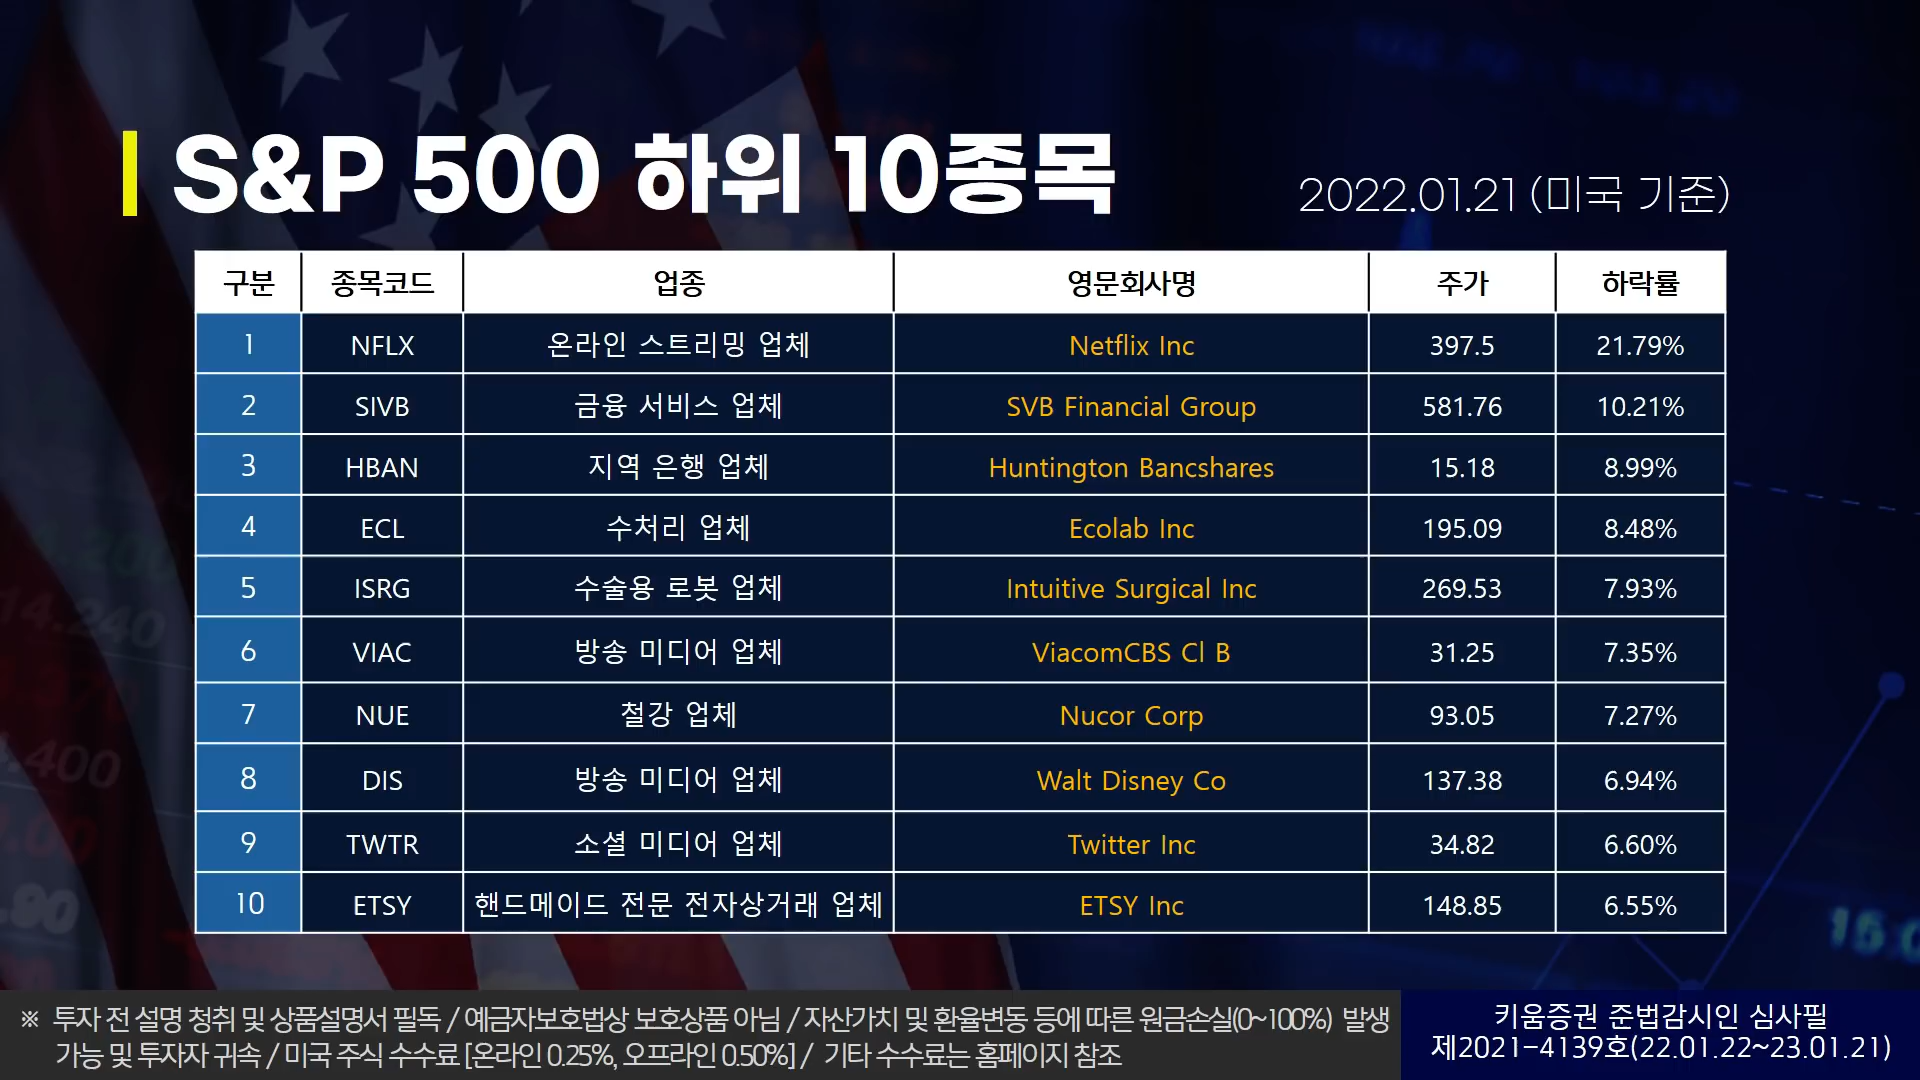 S&P 500 하위 10종목
2022.01.21 (미국 기준)
구분 종목코드 업종 영문회사명 주가 하락률
1 NFLX 온라인 스트리밍 업체 Netflix Inc 397.5 21.79%
2 SIVB 금융 서비스 업체 SVB Financial Group 581.76 10.21%
3 HBAN 지역 은행 업체 Huntington Bancshares 15.18 8.99%
4 ECL 수처리 업체 Ecolab Inc 195.09 8.48%
5 ISRG 수술용 로봇 업체 Intuitive Surgical Inc 269.53 7.93%
6 VIAC 방송 미디어 업체 ViacomCBS Cl B 31.25 7.35%
7 NUE 철강 업체 Nucor Corp 93.05 7.27%
8 DIS 방송 미디어 업체 Walt Disney Co 137.38 6.94%
9 TWTR 소셜 미디어 업체 Twitter Inc 34.82 6.60%
10 ETSY 핸드메이드 전문 전자상거래 업체 ETSY Inc 148.85 6.55%
14.240
.400
.90
※ 투자 전 설명 청취 및 상품설명서 필독 / 예금자보호법상 보호상품 아님 / 자산가치 및 환율변동 등에 따른 원금손실(0~100%) 발생
가능 및 투자자 귀속 / 미국 주식 수수료 [온라인 0.25%, 오프라인 0.50%] / 기타 수수료는 홈페이지 참조
키움증권 준법감시인 심사필
제2021-4139호(22.01.22~23.01.21)